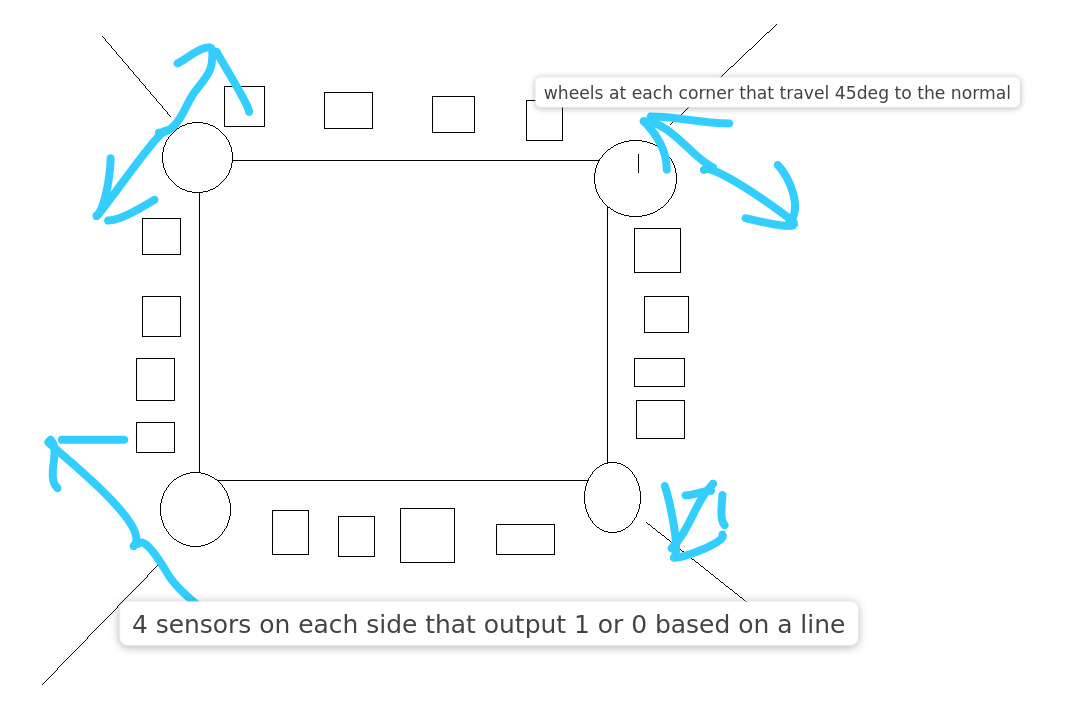 wheels at each corner that travel 45deg to the normal
4 sensors on each side that output 1 or 0 based on a line